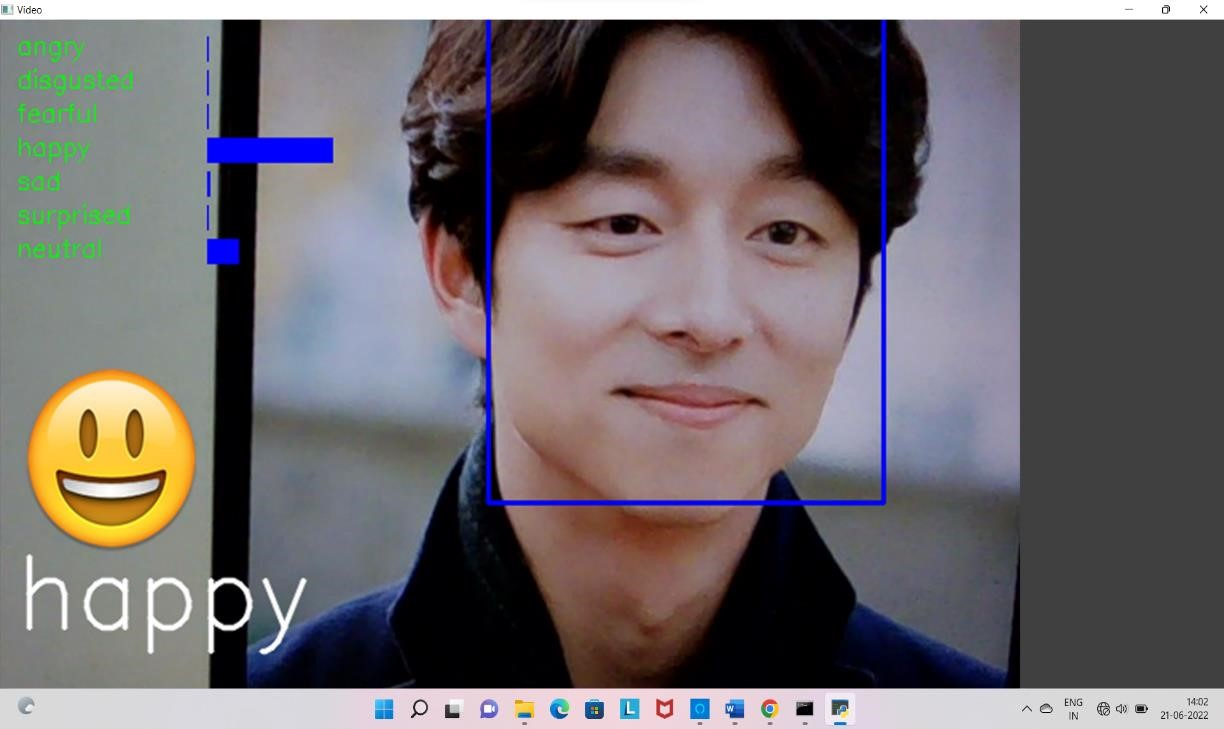 Video
angry
disgusted
fearful
happy
sad
surprised
neutral
happy
ENG
IN
14:02
21-06-2022